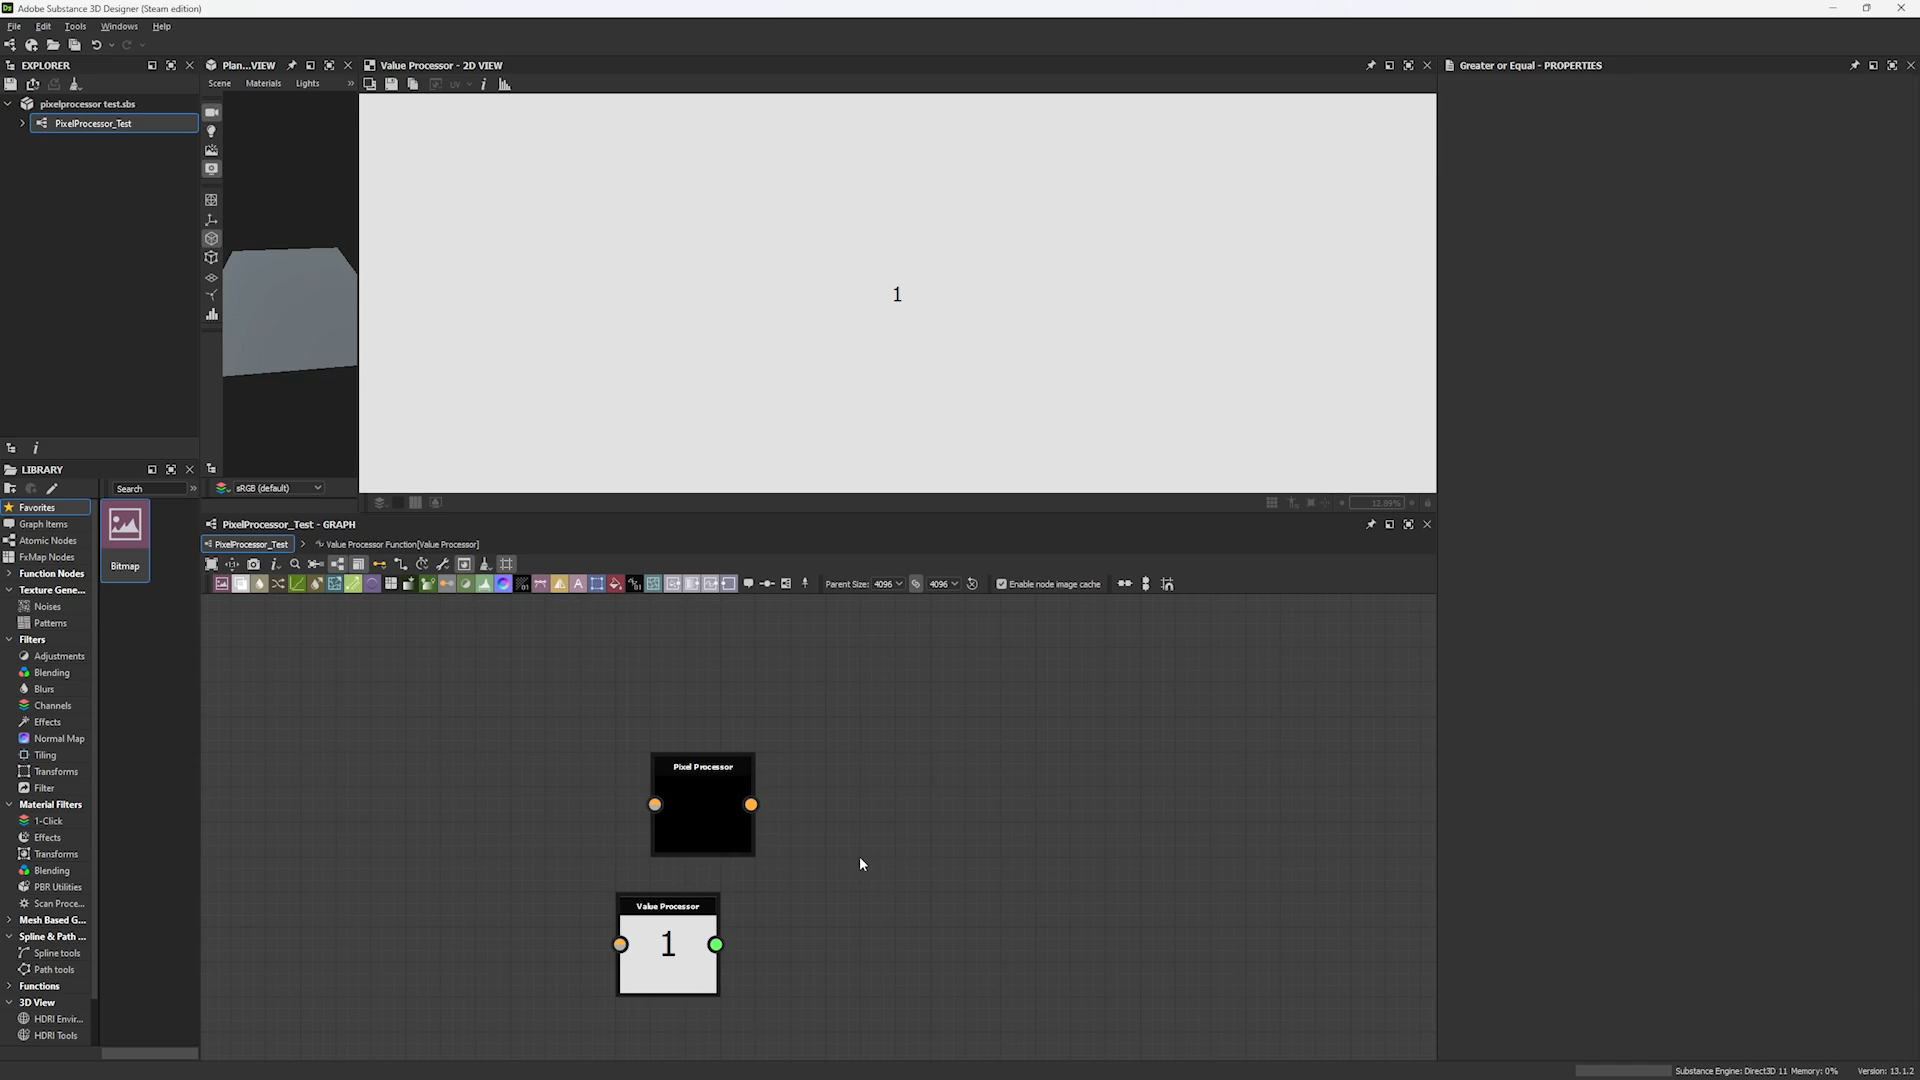 Adobe Substance 3D Designer (Steam edition)
File Edit Tools Windows Help
EXPLORER
pixelprocessor test.sbs
PixelProcessor_Test
Plan...VIEW
Scene Materials Lights »
sRGB (default)
Value Processor - 2D VIEW
UV
1
12.89%
Greater or Equal - PROPERTIES
LIBRARY
Search »
Favorites
Graph Items
Atomic Nodes
FxMap Nodes
Function Nodes
Texture Gene...
Noises
Patterns
Filters
Adjustments
Blending
Blurs
Channels
Effects
Normal Map
Tiling
Transforms
Filter
Material Filters
1-Click
Effects
Transforms
Blending
PBR Utilities
Scan Proce...
Mesh Based G...
Spline & Path ...
Spline tools
Path tools
Functions
3D View
HDRI Envir...
HDRI Tools
Bitmap
PixelProcessor_Test - GRAPH
PixelProcessor_Test > Value Processor Function[Value Processor]
Parent Size: 4096 4096 Enable node image cache
Pixel Processor
Value Processor
1
Substance Engine: Direct3D 11 Memory: 0% Version: 13.1.2